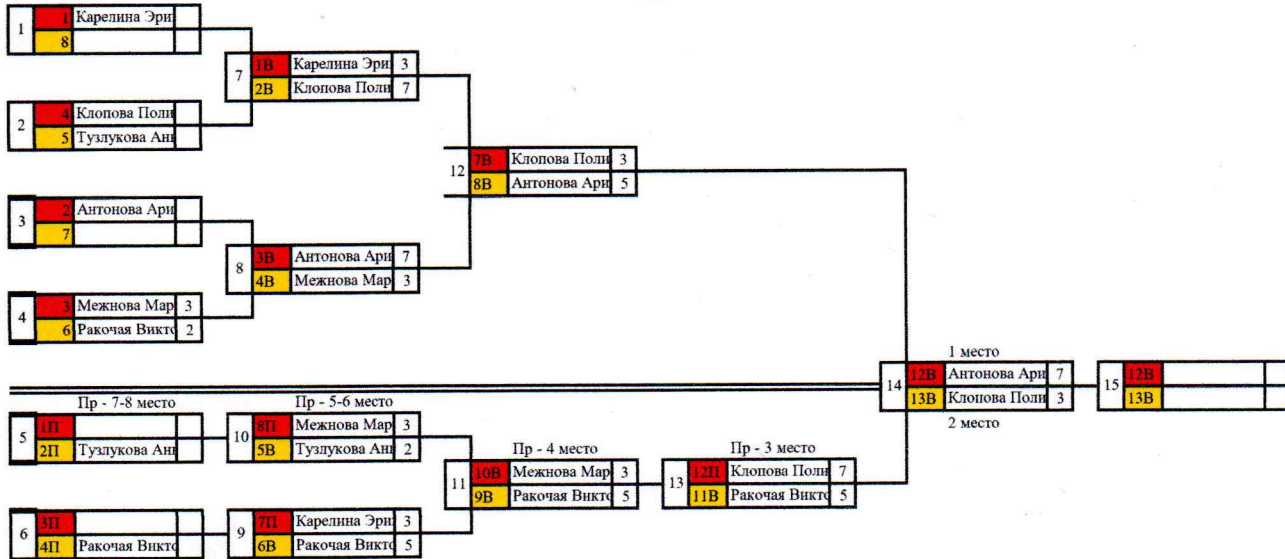 1 1 Карелина Эри
8
7 1В Карелина Эри 3
2В Клопова Поли 7
2 4 Клопова Поли
5 Тузлукова Ан
12 7В Клопова Поли 3
8В Антонова Ари 5
3 2 Антонова Ари
7
8 3В Антонова Ари 7
4В Межнова Мар 3
4 3 Межнова Мар 3
6 Ракочая Викто 2
1 место
14 12В Антонова Ари 7
13В Клопова Поли 3
2 место
15 12В
13В
Пр - 7-8 место
5 1П
2П Тузлукова Ан
Пр - 5-6 место
10 8П Межнова Мар 3
5В Тузлукова Ан 2
Пр - 4 место
11 10В Межнова Мар 3
9В Ракочая Викто 5
Пр - 3 место
13 12П Клопова Поли 7
11В Ракочая Викто 5
6 3П
4П Ракочая Викто
9 7П Карелина Эри 3
6В Ракочая Викто 5